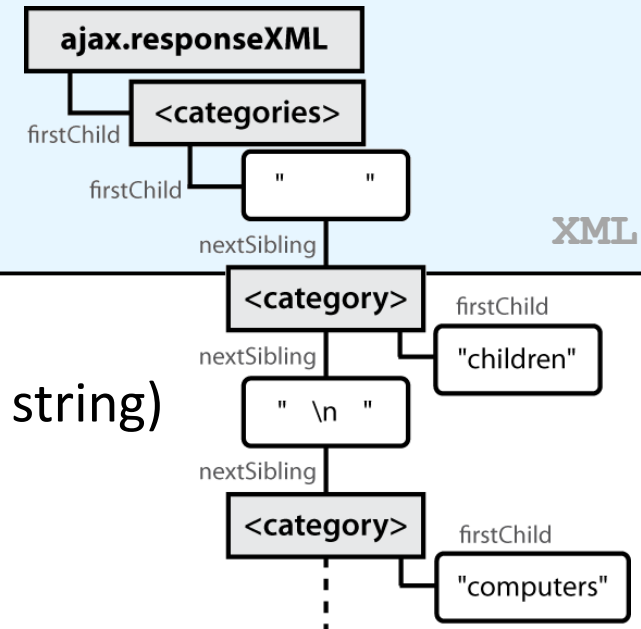 ajax.responseXML
<categories>
firstChild
firstChild
" "
XML
nextSibling
<category>
firstChild
nextSibling
"children"
string)
" \n "
nextSibling
<category>
firstChild
"computers"